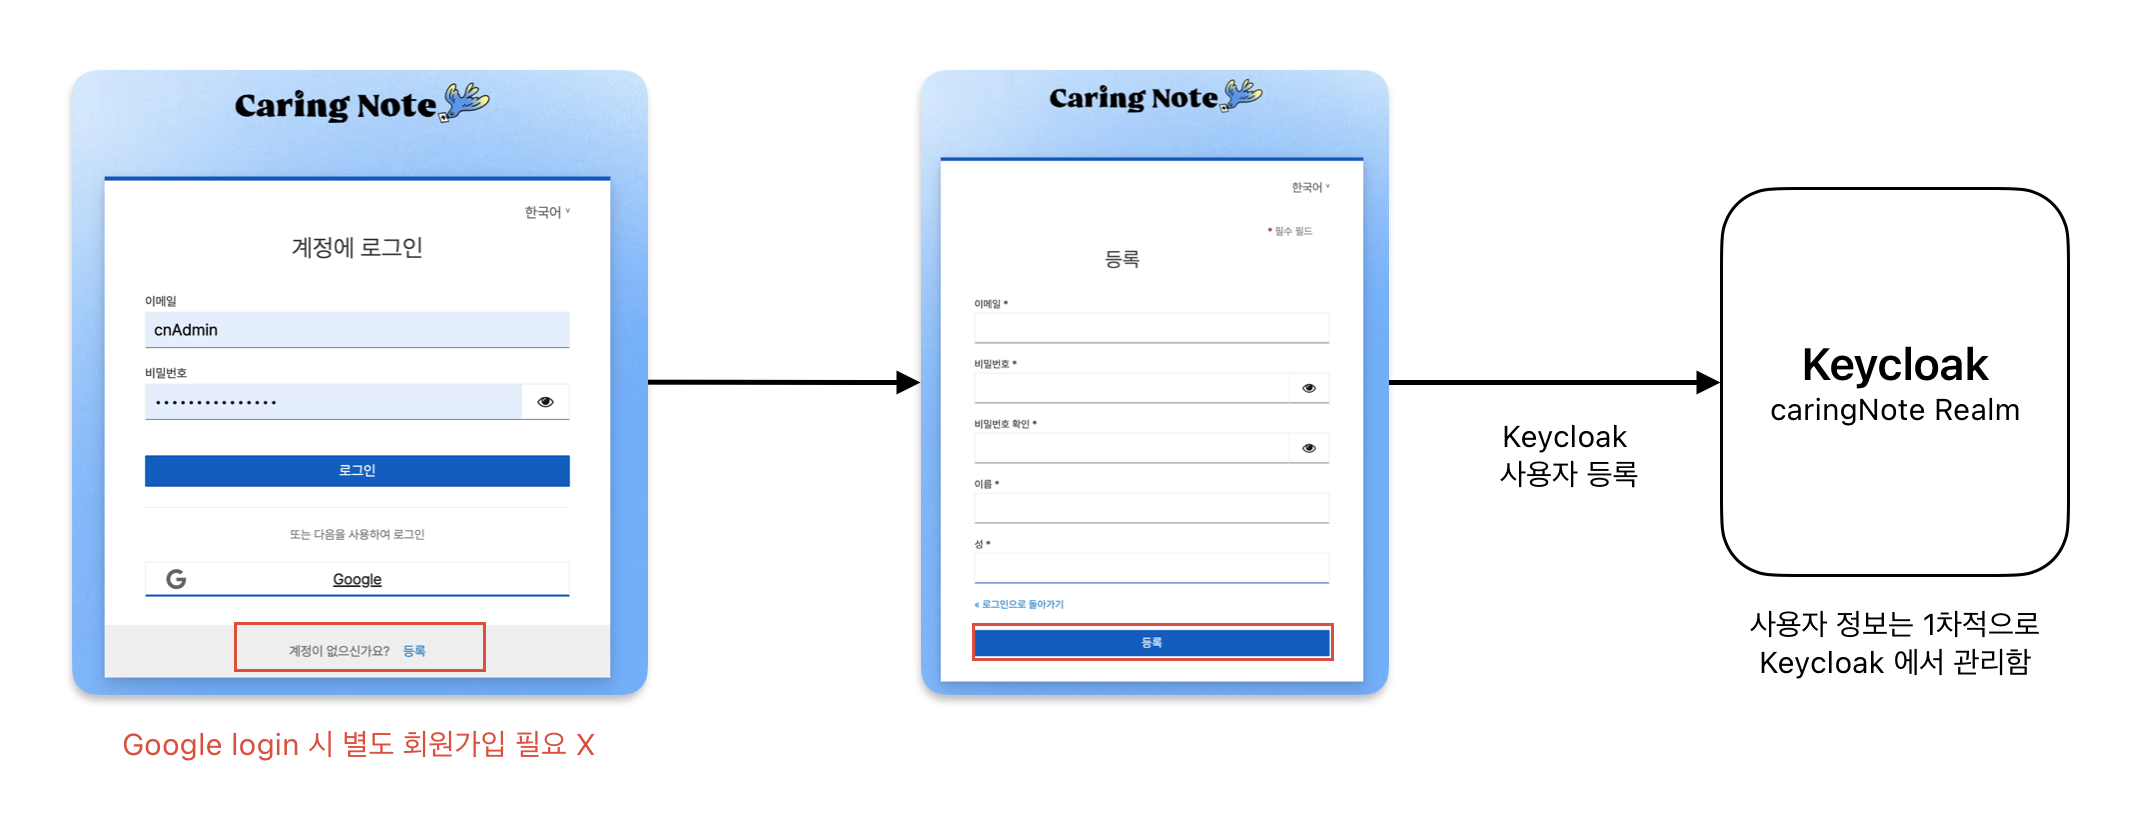 Caring Note
한국어 ˅
계정에 로그인
이메일
cnAdmin
비밀번호
•••••••••••••••
로그인
또는 다음을 사용하여 로그인
G Google
계정이 없으신가요? 등록
Google login 시 별도 회원가입 필요 X
Caring Note
한국어 ˅
* 필수 필드
등록
이메일 *
비밀번호 *
비밀번호 확인 *
이름 *
성 *
« 로그인으로 돌아가기
등록
Keycloak
사용자 등록
Keycloak
caringNote Realm
사용자 정보는 1차적으로
Keycloak 에서 관리함